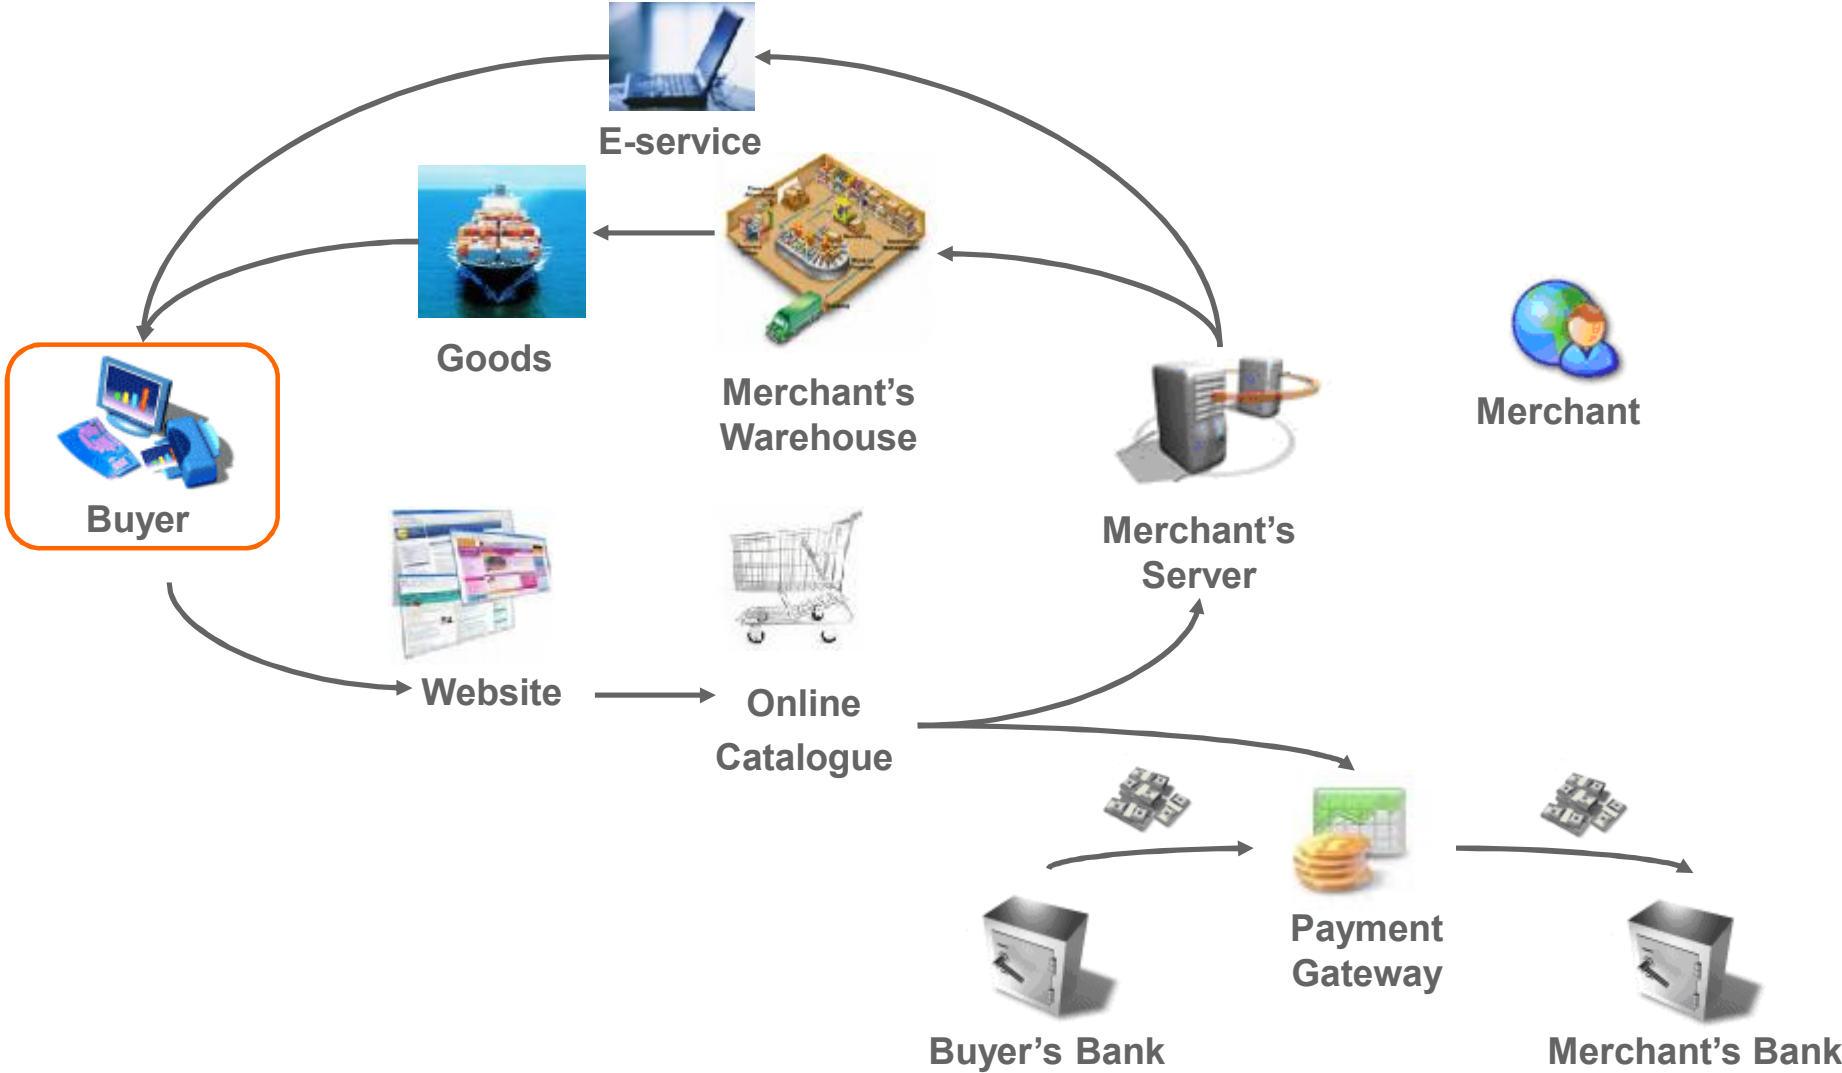 E-service
Goods
Merchant's
Warehouse
Merchant
Buyer
Merchant's
Server
Website
Online
Catalogue
Payment
Gateway
Buyer's Bank
Merchant's Bank